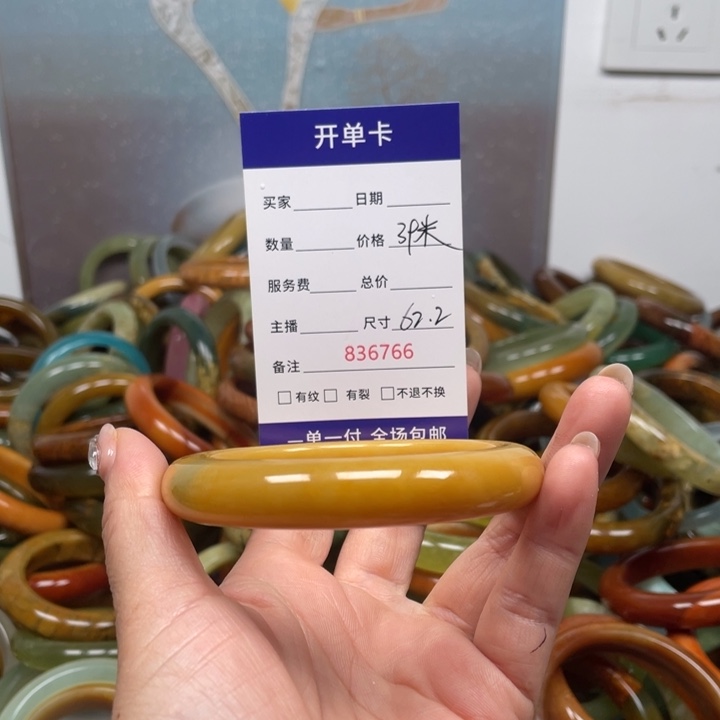 开单卡
买家 日期
数量 价格 39米
服务费 总价
主播 尺寸 62.2
备注 836766
有纹 有裂 不退不换
一单一付 全场包邮